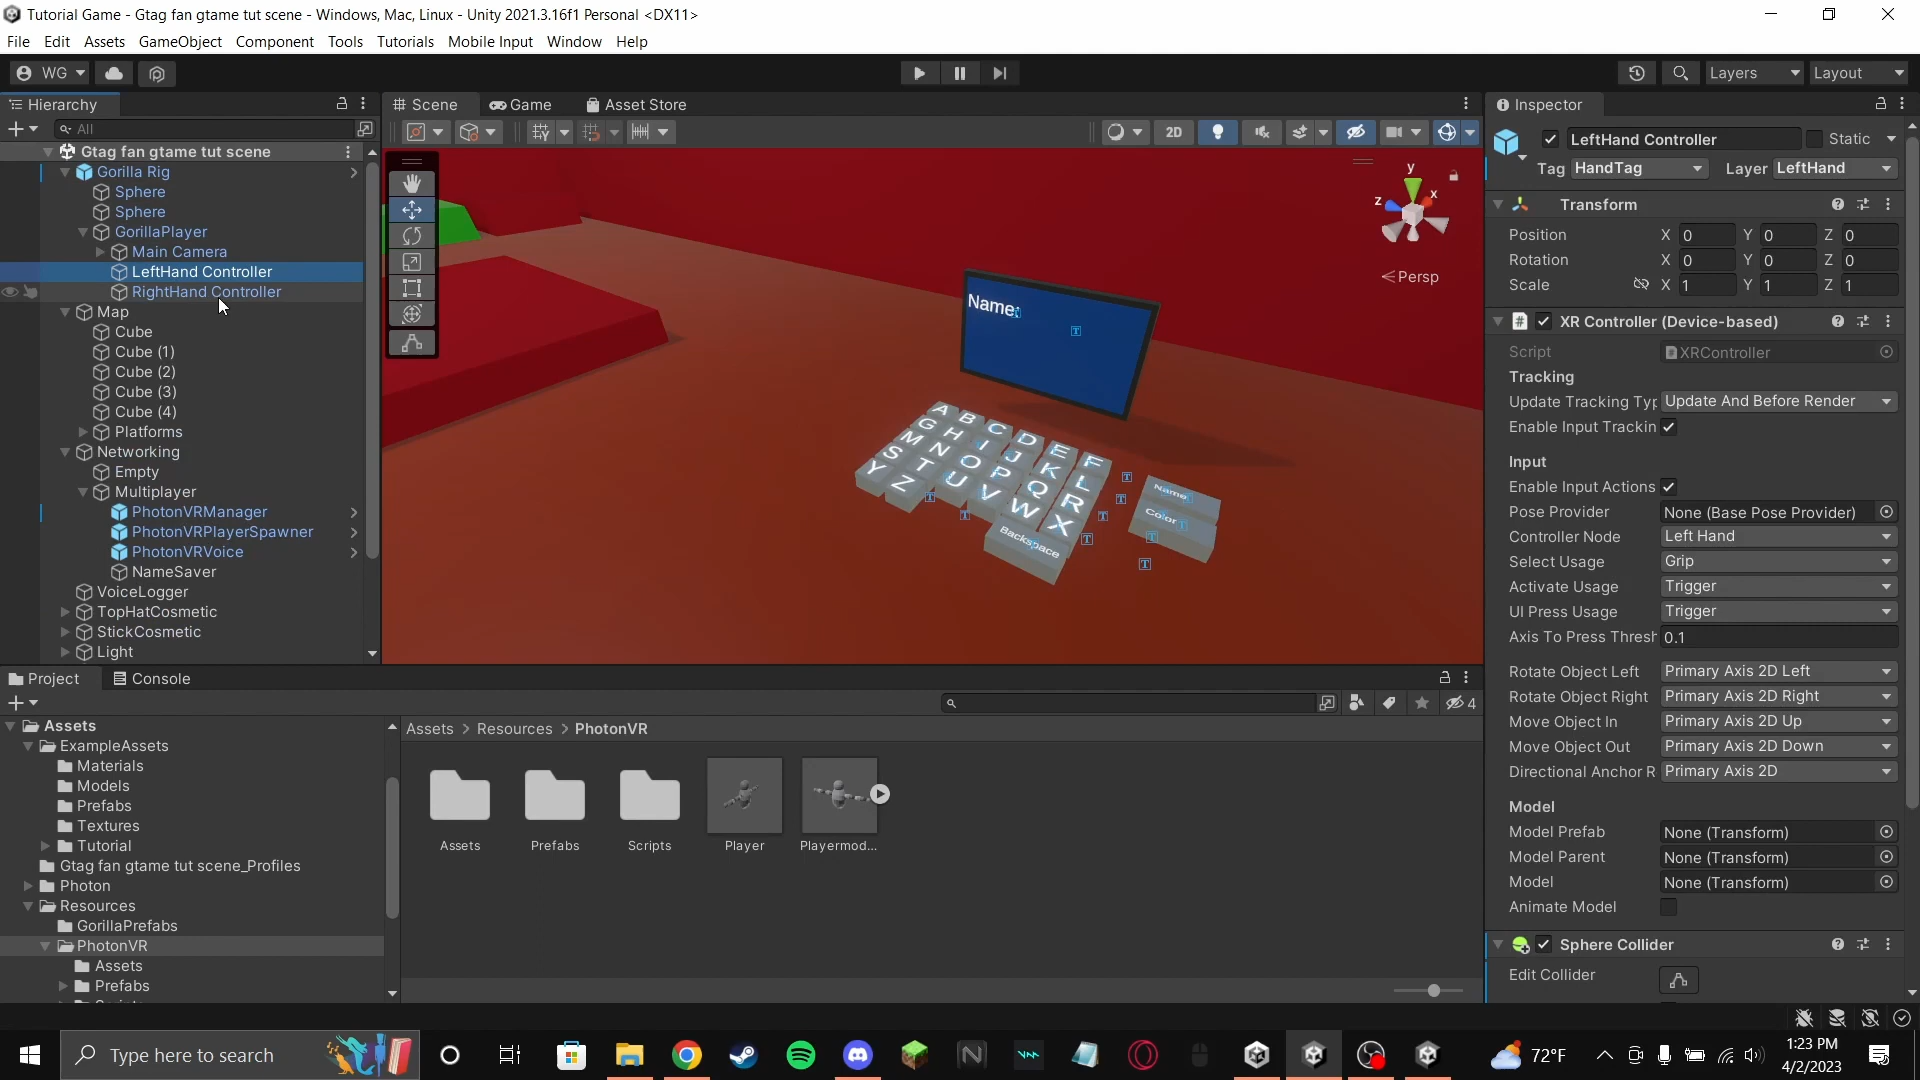 Tutorial Game - Gtag fan gtame tut scene - Windows, Mac, Linux - Unity 2021.3.16f1 Personal <DX11>
File Edit Assets GameObject Component Tools Tutorials Mobile Input Window Help
WG Layers Layout
Hierarchy
All
Gtag fan gtame tut scene
Gorilla Rig
Sphere
Sphere
GorillaPlayer
Main Camera
LeftHand Controller
RightHand Controller
Map
Cube
Cube (1)
Cube (2)
Cube (3)
Cube (4)
Platforms
Networking
Empty
Multiplayer
PhotonVRManager
PhotonVRPlayerSpawner
PhotonVRVoice
NameSaver
VoiceLogger
TopHatCosmetic
StickCosmetic
Light
Scene Game Asset Store
2D
y
x
z
Persp
Name:
A B C D E F
G H I J K L
M N O P Q R
S T U V W X
Y Z
Backspace
Name
Color
Inspector
LeftHand Controller Static
Tag HandTag Layer LeftHand
Transform
Position X 0 Y 0 Z 0
Rotation X 0 Y 0 Z 0
Scale X 1 Y 1 Z 1
XR Controller (Device-based)
Script XRController
Tracking
Update Tracking Typ Update And Before Render
Enable Input Trackin
Input
Enable Input Actions
Pose Provider None (Base Pose Provider)
Controller Node Left Hand
Select Usage Grip
Activate Usage Trigger
UI Press Usage Trigger
Axis To Press Thresh 0.1
Rotate Object Left Primary Axis 2D Left
Rotate Object Right Primary Axis 2D Right
Move Object In Primary Axis 2D Up
Move Object Out Primary Axis 2D Down
Directional Anchor R Primary Axis 2D
Model
Model Prefab None (Transform)
Model Parent None (Transform)
Model None (Transform)
Animate Model
Sphere Collider
Edit Collider
Project Console
4
Assets
ExampleAssets
Materials
Models
Prefabs
Textures
Tutorial
Gtag fan gtame tut scene_Profiles
Photon
Resources
GorillaPrefabs
PhotonVR
Assets
Prefabs
Assets > Resources > PhotonVR
Assets Prefabs Scripts Player Playermod...
Type here to search
72°F
1:23 PM
4/2/2023